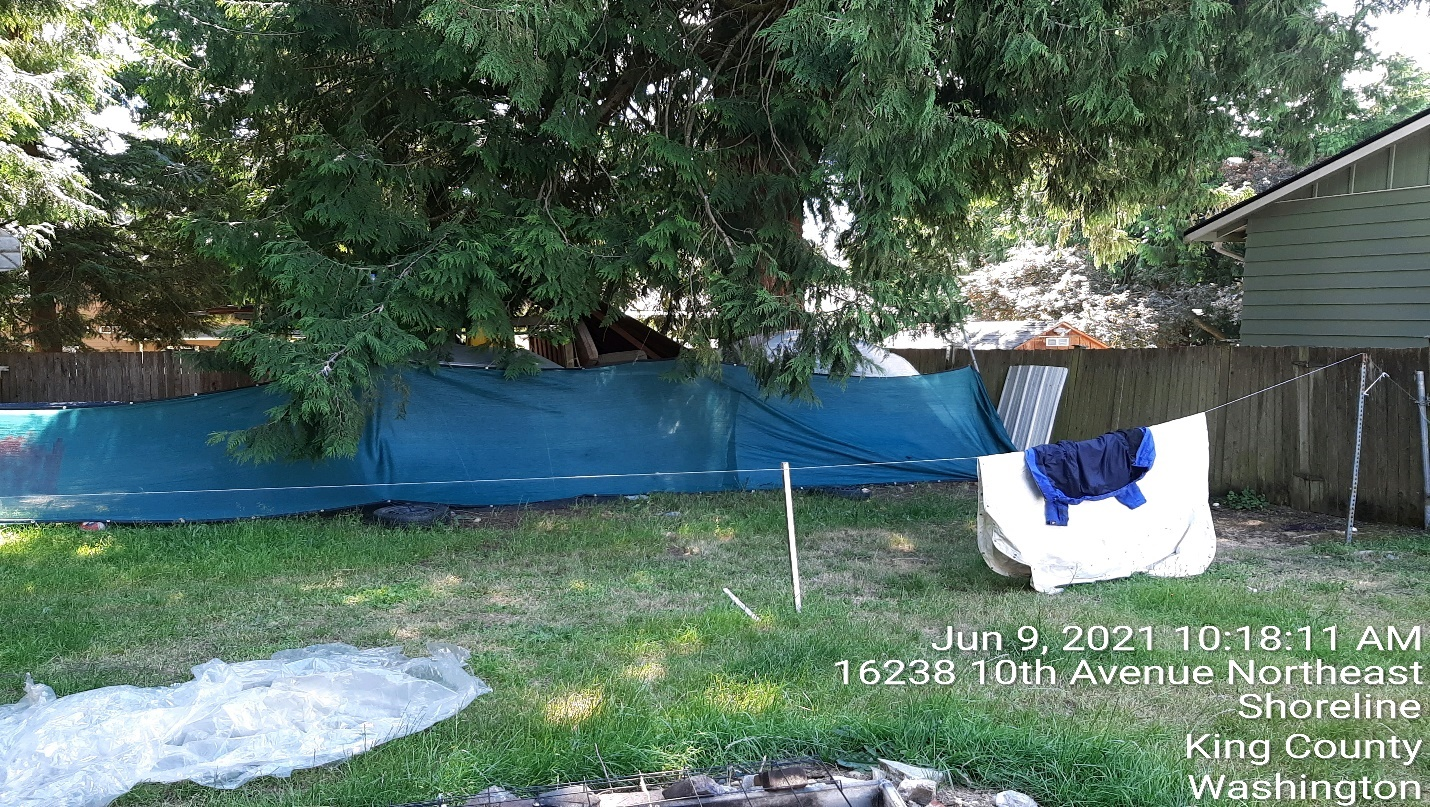 Jun 9, 2021 10:18:11 AM
16238 10th Avenue Northeast
Shoreline
King County
Washington